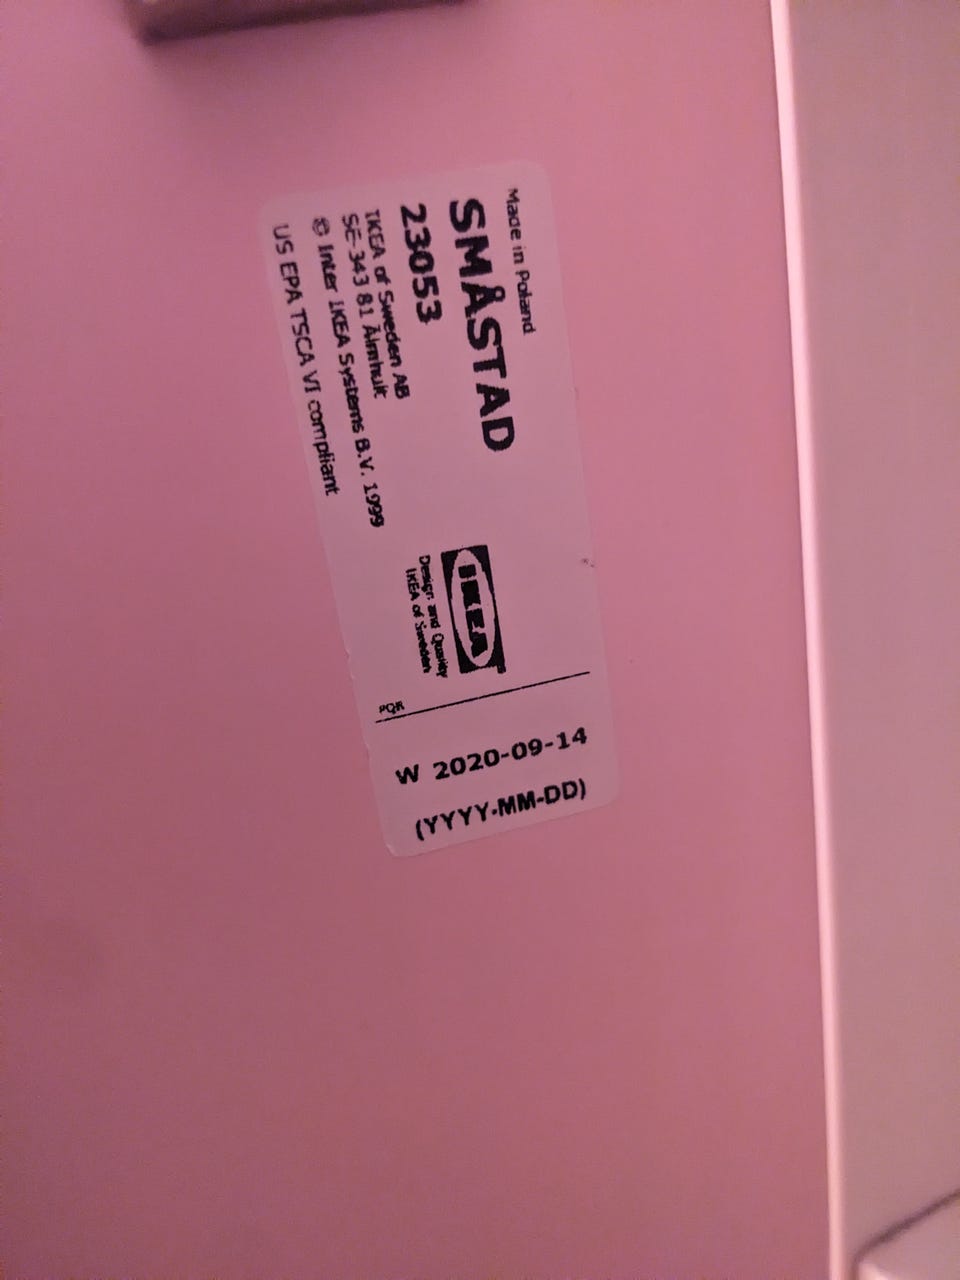 Made in Poland
SMÅSTAD
23053
IKEA of Sweden AB
SE-343 81 Älmhult
© Inter IKEA Systems B.V. 1999
US EPA TSCA VI compliant
IKEA
Design and Quality
IKEA of Sweden
PQR
W 2020-09-14
(YYYY-MM-DD)